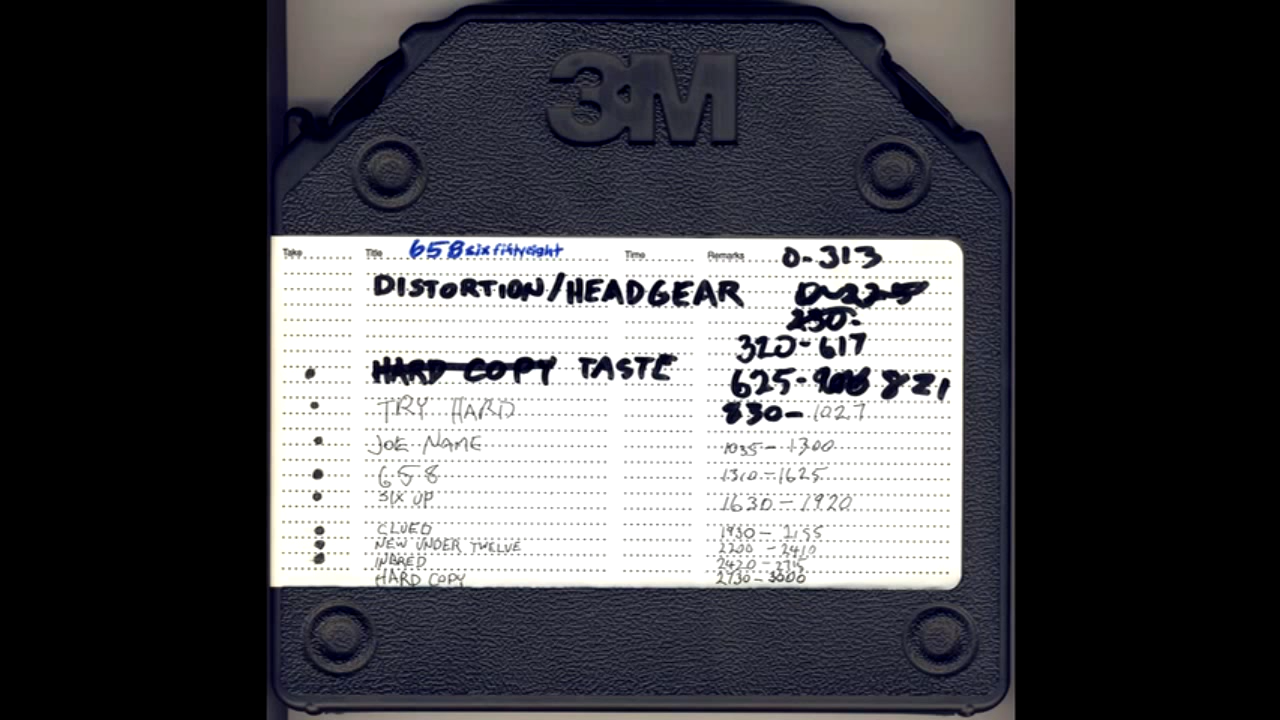 3M
Take Title 658 six fiftyeight Time Remarks 0-313
DISTORTION/HEADGEAR 0-225
250-
320-617
HARD COPY TASTE 625- 821
TRY HARD 830-1027
JOE NAME 1035-1300
658 1310-1625
SIX UP 1630-1920
CLUED 1930-2155
NEW UNDER TWELVE 2200-2410
INBRED 2420-2715
HARD COPY 2730-3000